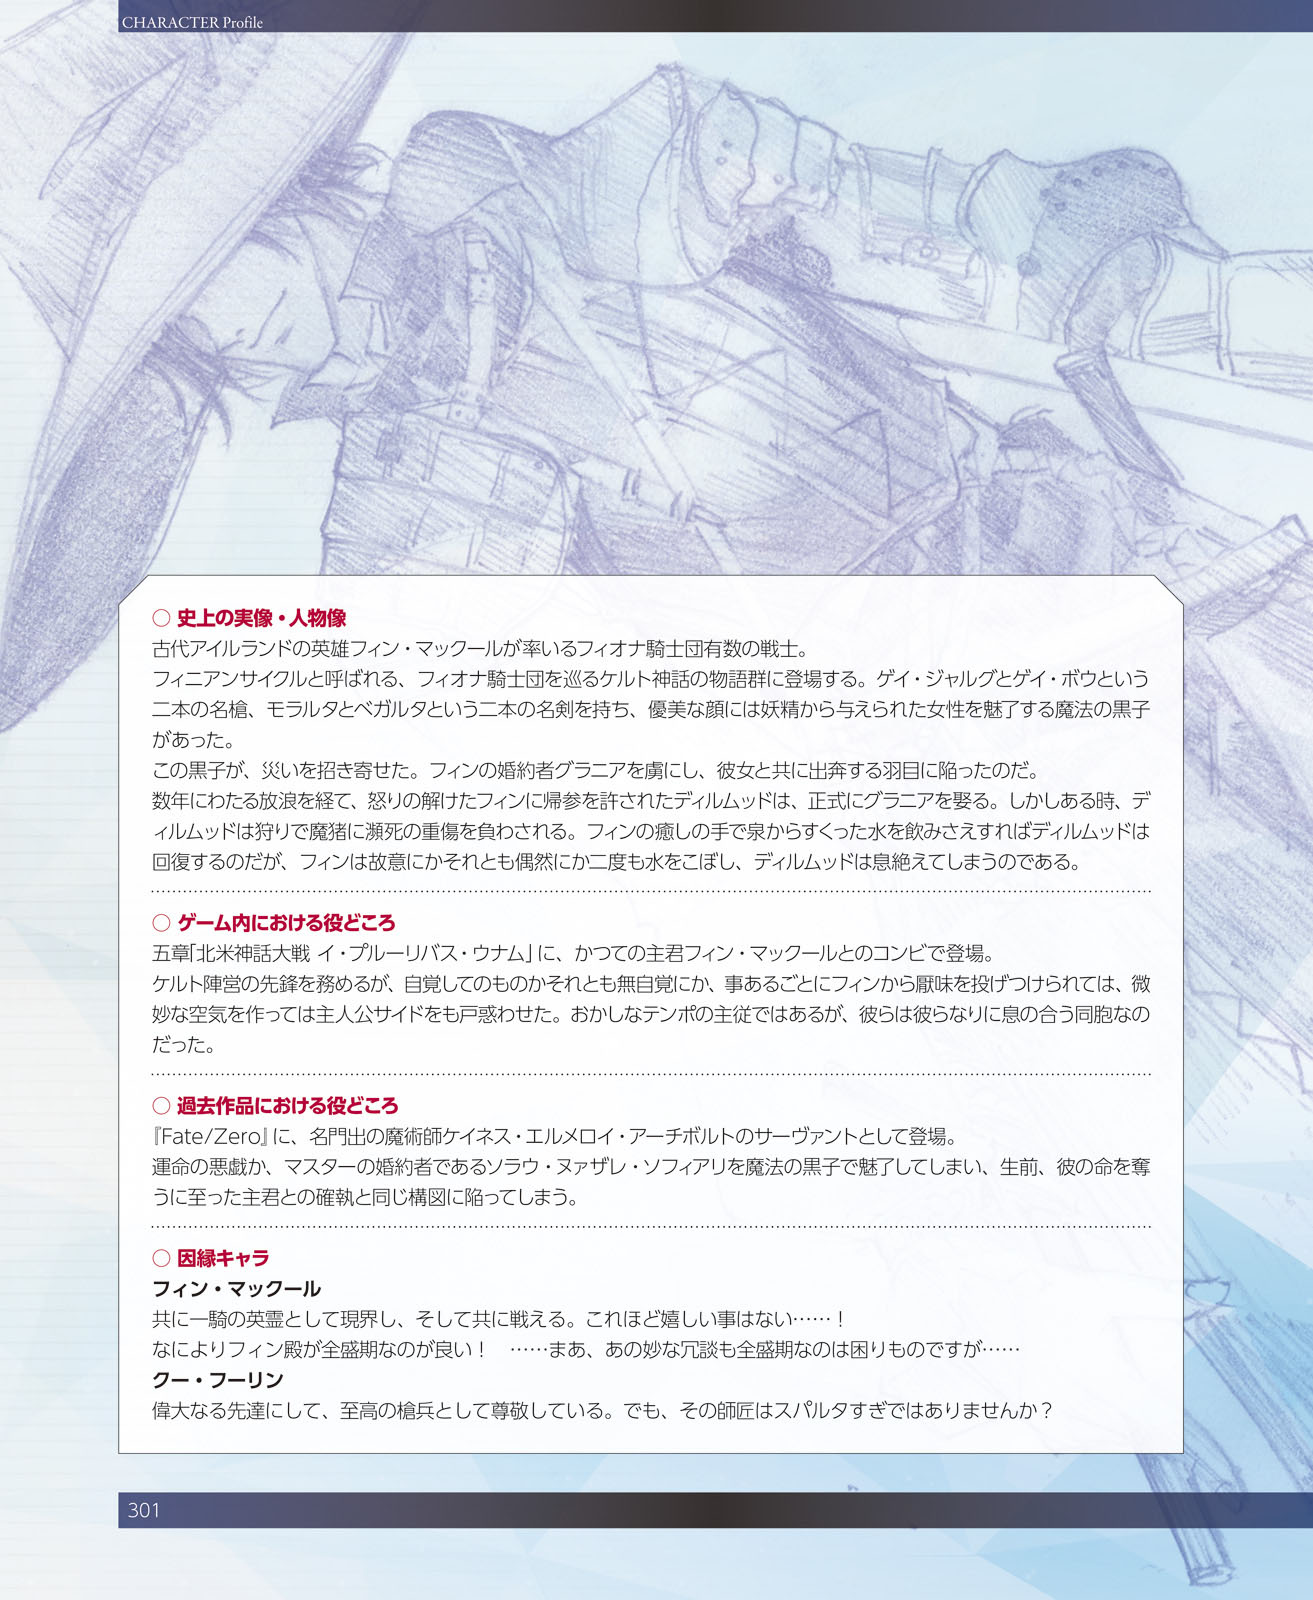 CHARACTER Profile
○ 史上の実像・人物像
古代アイルランドの英雄フィン・マックールが率いるフィオナ騎士団有数の戦士。
フィニアンサイクルと呼ばれる、フィオナ騎士団を巡るケルト神話の物語群に登場する。ゲイ・ジャルグとゲイ・ボウという
二本の名槍、モラルタとベガルタという二本の名剣を持ち、優美な顔には妖精から与えられた女性を魅了する魔法の黒子
があった。
この黒子が、災いを招き寄せた。フィンの婚約者グラニアを虜にし、彼女と共に出奔する羽目に陥ったのだ。
数年にわたる放浪を経て、怒りの解けたフィンに帰参を許されたディルムッドは、正式にグラニアを娶る。しかしある時、デ
ィルムッドは狩りで魔猪に瀕死の重傷を負わされる。フィンの癒しの手で泉からすくった水を飲みさえすればディルムッドは
回復するのだが、フィンは故意にかそれとも偶然にか二度も水をこぼし、ディルムッドは息絶えてしまうのである。
○ ゲーム内における役どころ
五章「北米神話大戦 イ・プルーリバス・ウナム」に、かつての主君フィン・マックールとのコンビで登場。
ケルト陣営の先鋒を務めるが、自覚してのものかそれとも無自覚にか、事あるごとにフィンから厭味を投げつけられては、微
妙な空気を作っては主人公サイドをも戸惑わせた。おかしなテンポの主従ではあるが、彼らは彼らなりに息の合う同胞なの
だった。
○ 過去作品における役どころ
『Fate/Zero』に、名門出の魔術師ケイネス・エルメロイ・アーチボルトのサーヴァントとして登場。
運命の悪戯か、マスターの婚約者であるソラウ・ヌァザレ・ソフィアリを魔法の黒子で魅了してしまい、生前、彼の命を奪
うに至った主君との確執と同じ構図に陥ってしまう。
○ 因縁キャラ
フィン・マックール
共に一騎の英霊として現界し、そして共に戦える。これほど嬉しい事はない……！
なによりフィン殿が全盛期なのが良い！　……まあ、あの妙な冗談も全盛期なのは困りものですが……
クー・フーリン
偉大なる先達にして、至高の槍兵として尊敬している。でも、その師匠はスパルタすぎではありませんか？
301